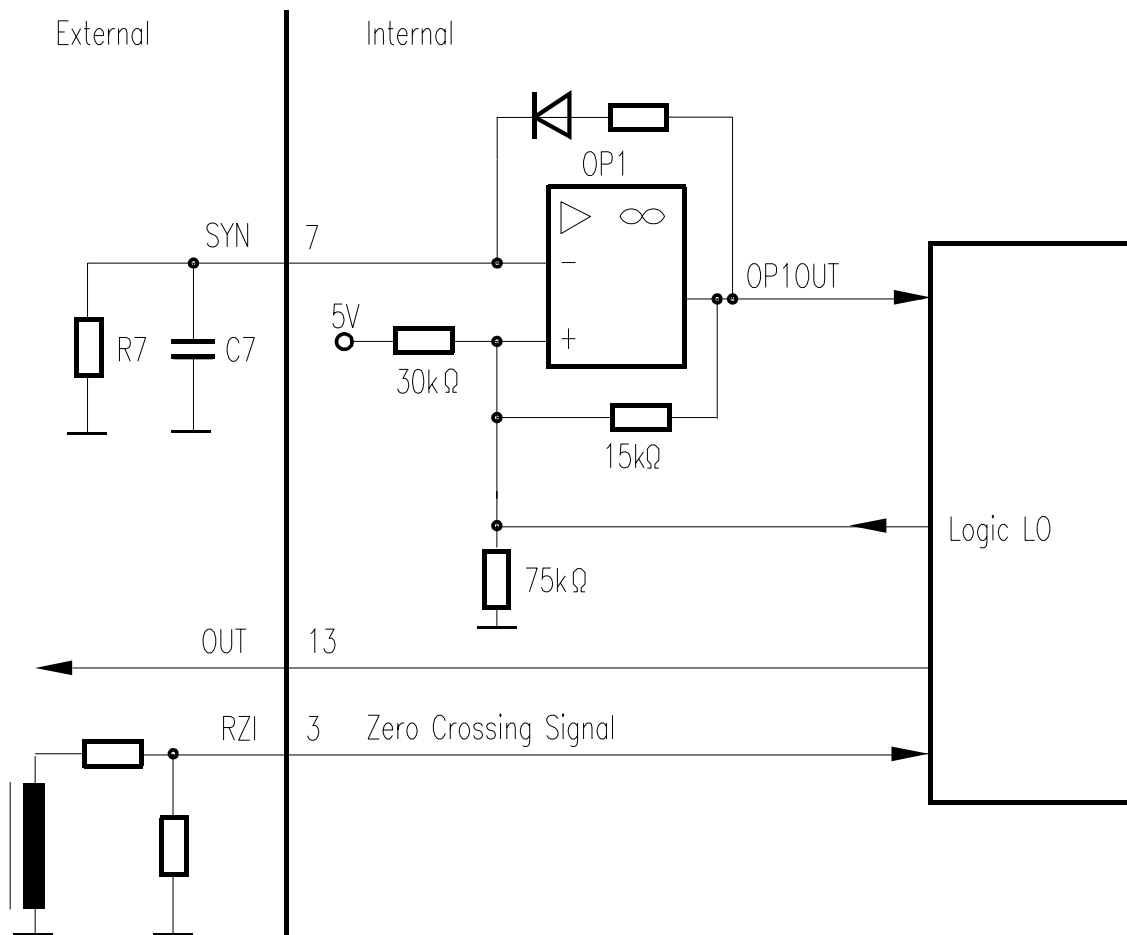 External
Internal
OP1
SYN
7
−
OP1OUT
5V
+
R7
C7
30kΩ
15kΩ
Logic LO
75kΩ
OUT
13
RZI
3
Zero Crossing Signal